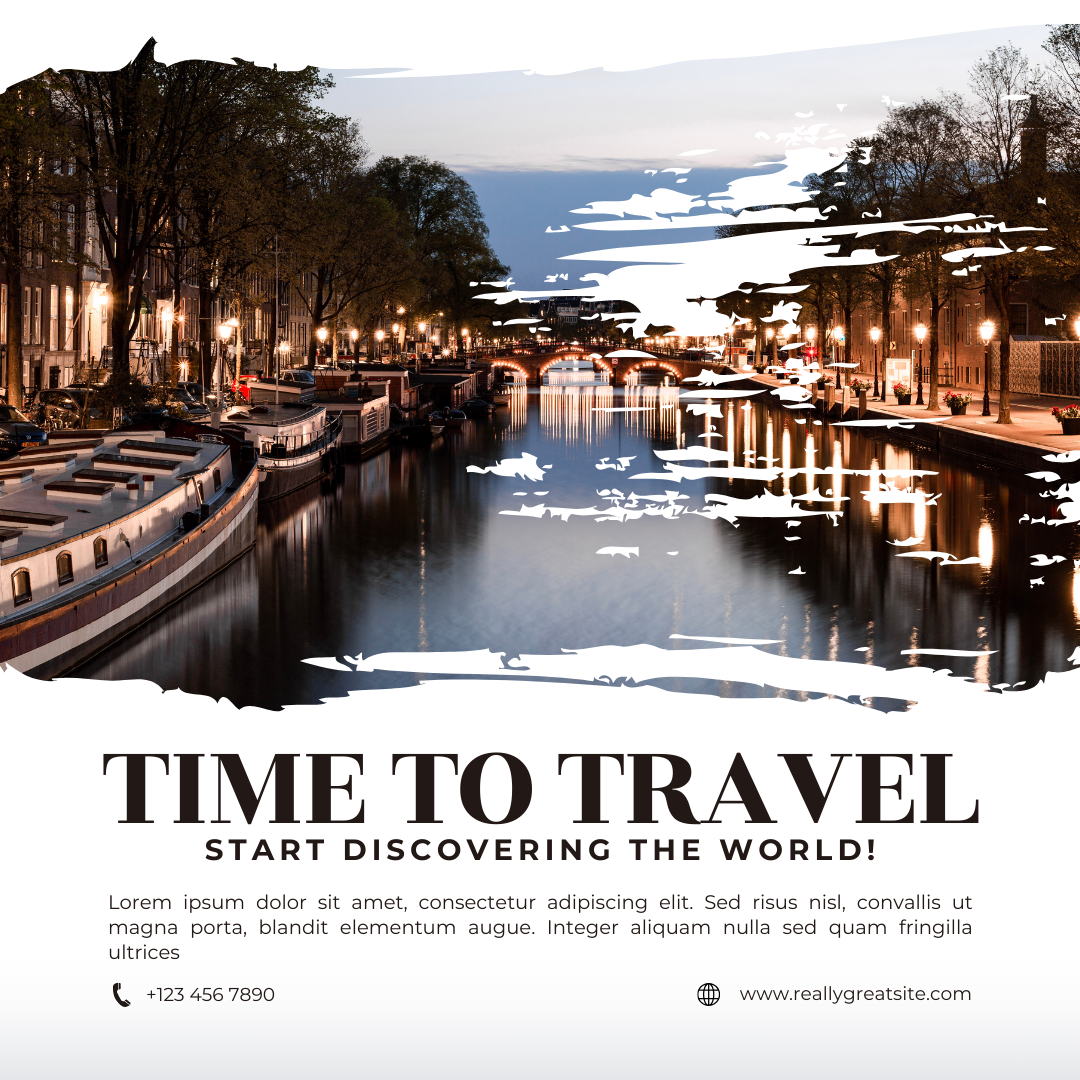 TIME TO TRAVEL
START DISCOVERING THE WORLD!
Lorem ipsum dolor sit amet, consectetur adipiscing elit. Sed risus nisl, convallis ut
magna porta, blandit elementum augue. Integer aliquam nulla sed quam fringilla
ultrices
+123 456 7890
www.reallygreatsite.com